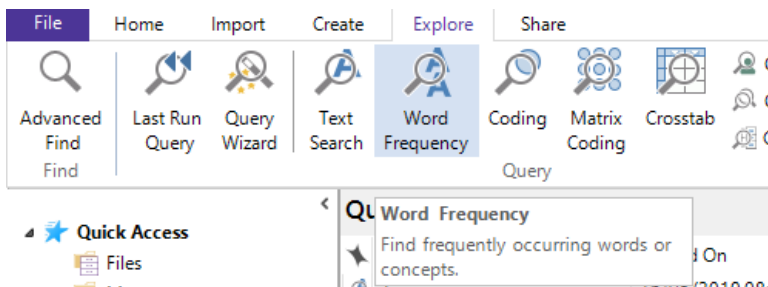 File Home Import Create Explore Share
Advanced Find
Last Run Query
Query Wizard
Text Search
Word Frequency
Coding
Matrix Coding
Crosstab
Find
Query
Quick Access
Files
Word Frequency
Find frequently occurring words or
concepts.
On